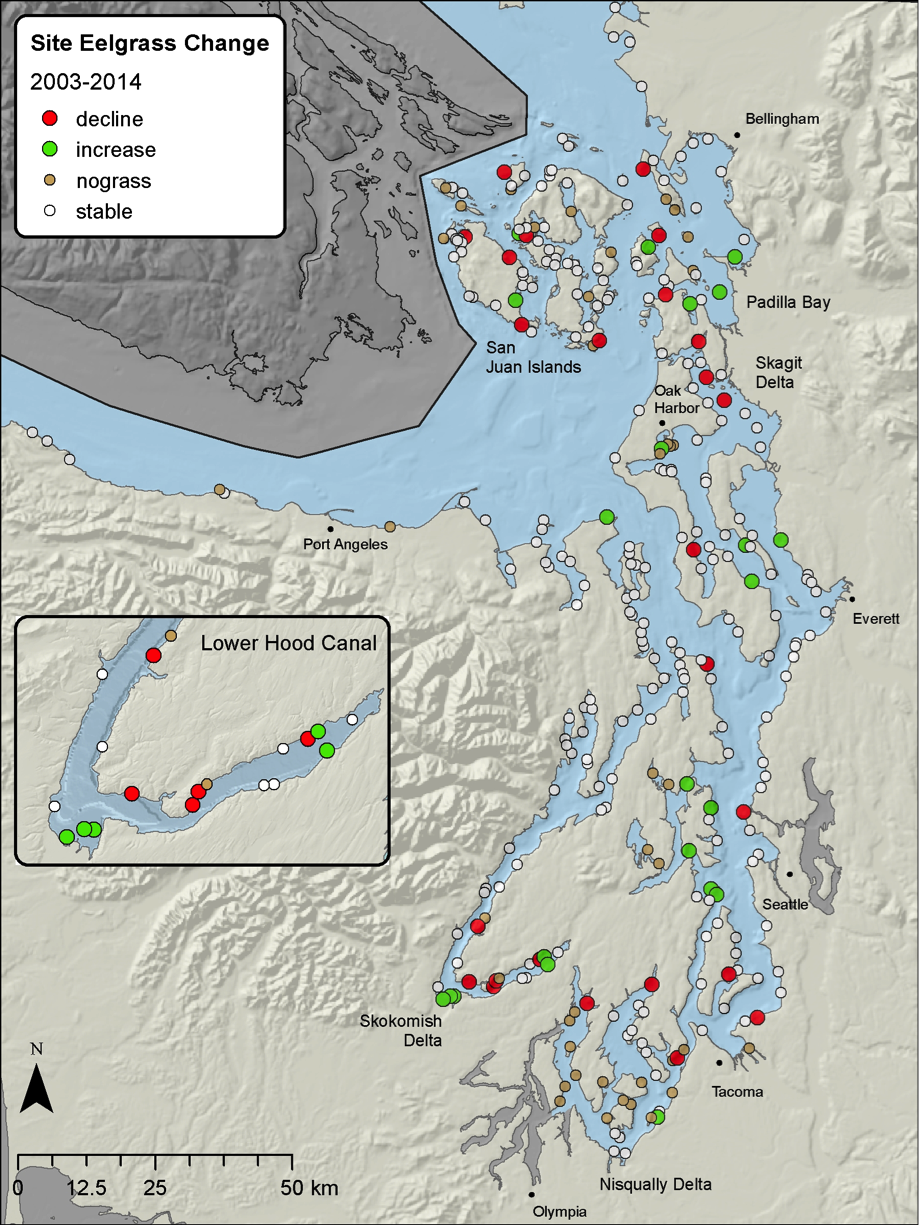 Site Eelgrass Change
2003-2014
decline
increase
nograss
stable
Bellingham
Padilla Bay
San
Juan Islands
Skagit
Delta
Oak
Harbor
Port Angeles
Everett
Lower Hood Canal
Seattle
Skokomish
Delta
N
Tacoma
0 12.5 25 50 km
Nisqually Delta
Olympia